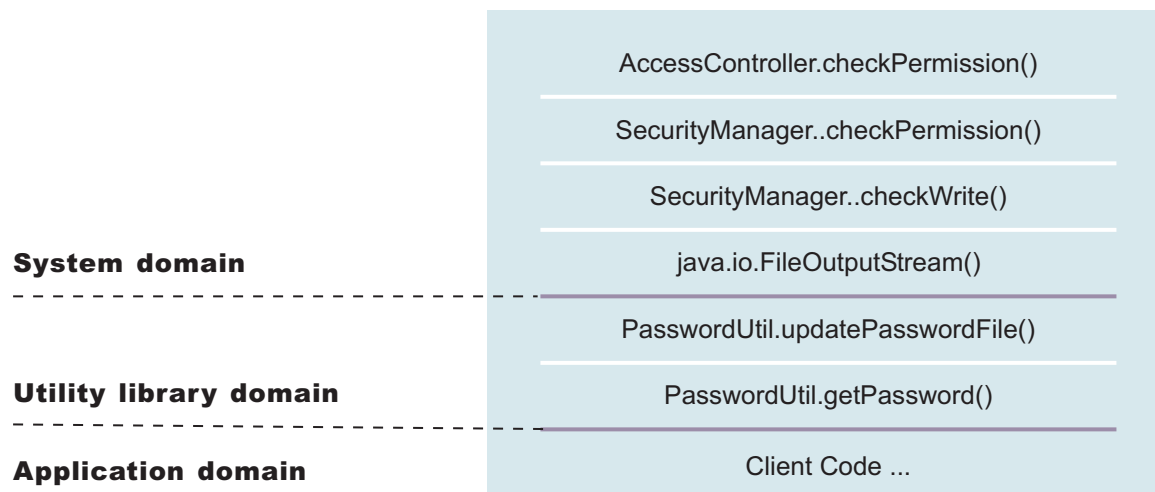 AccessController.checkPermission()
SecurityManager..checkPermission()
SecurityManager..checkWrite()
System domain
java.io.FileOutputStream()
PasswordUtil.updatePasswordFile()
Utility library domain
PasswordUtil.getPassword()
Application domain
Client Code ...